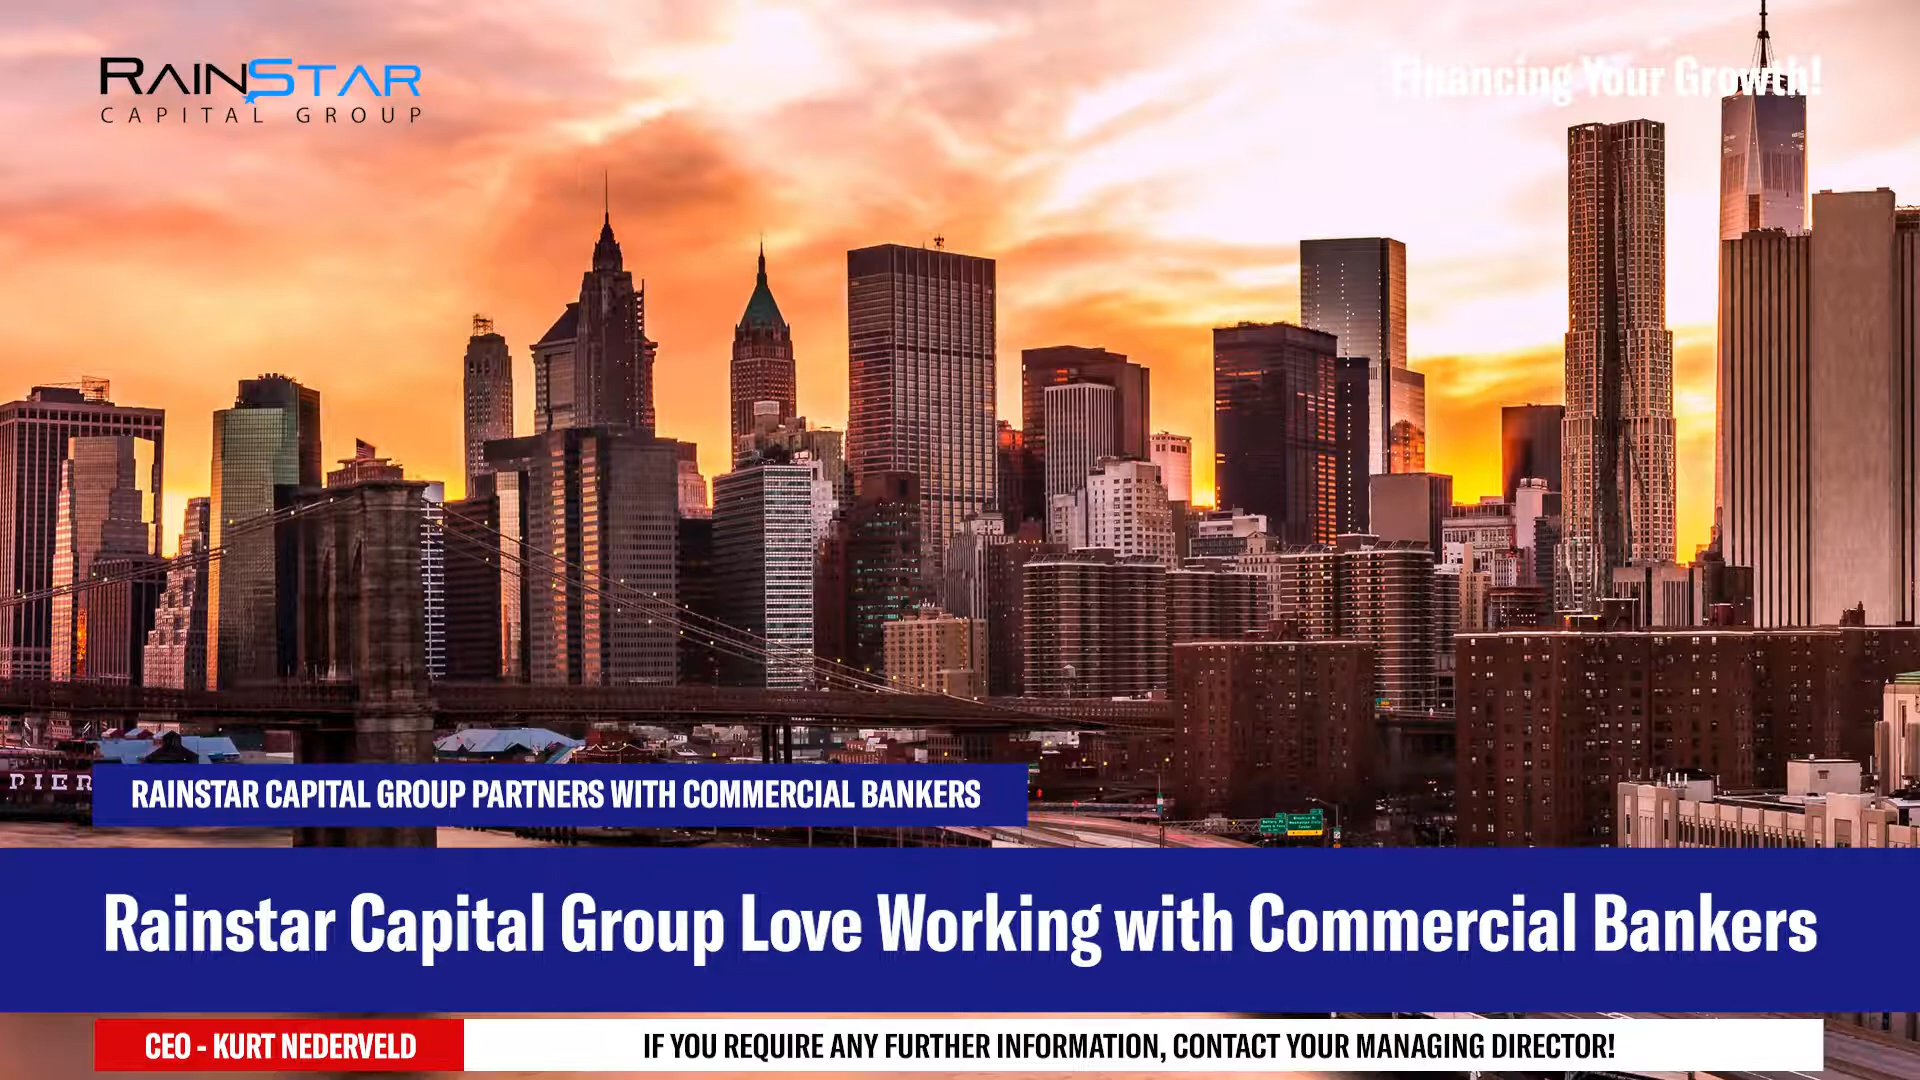 RAINSTAR
CAPITAL GROUP
Financing Your Growth!
PIER
RAINSTAR CAPITAL GROUP PARTNERS WITH COMMERCIAL BANKERS
Rainstar Capital Group Love Working with Commercial Bankers
CEO - KURT NEDERVELD
IF YOU REQUIRE ANY FURTHER INFORMATION, CONTACT YOUR MANAGING DIRECTOR!